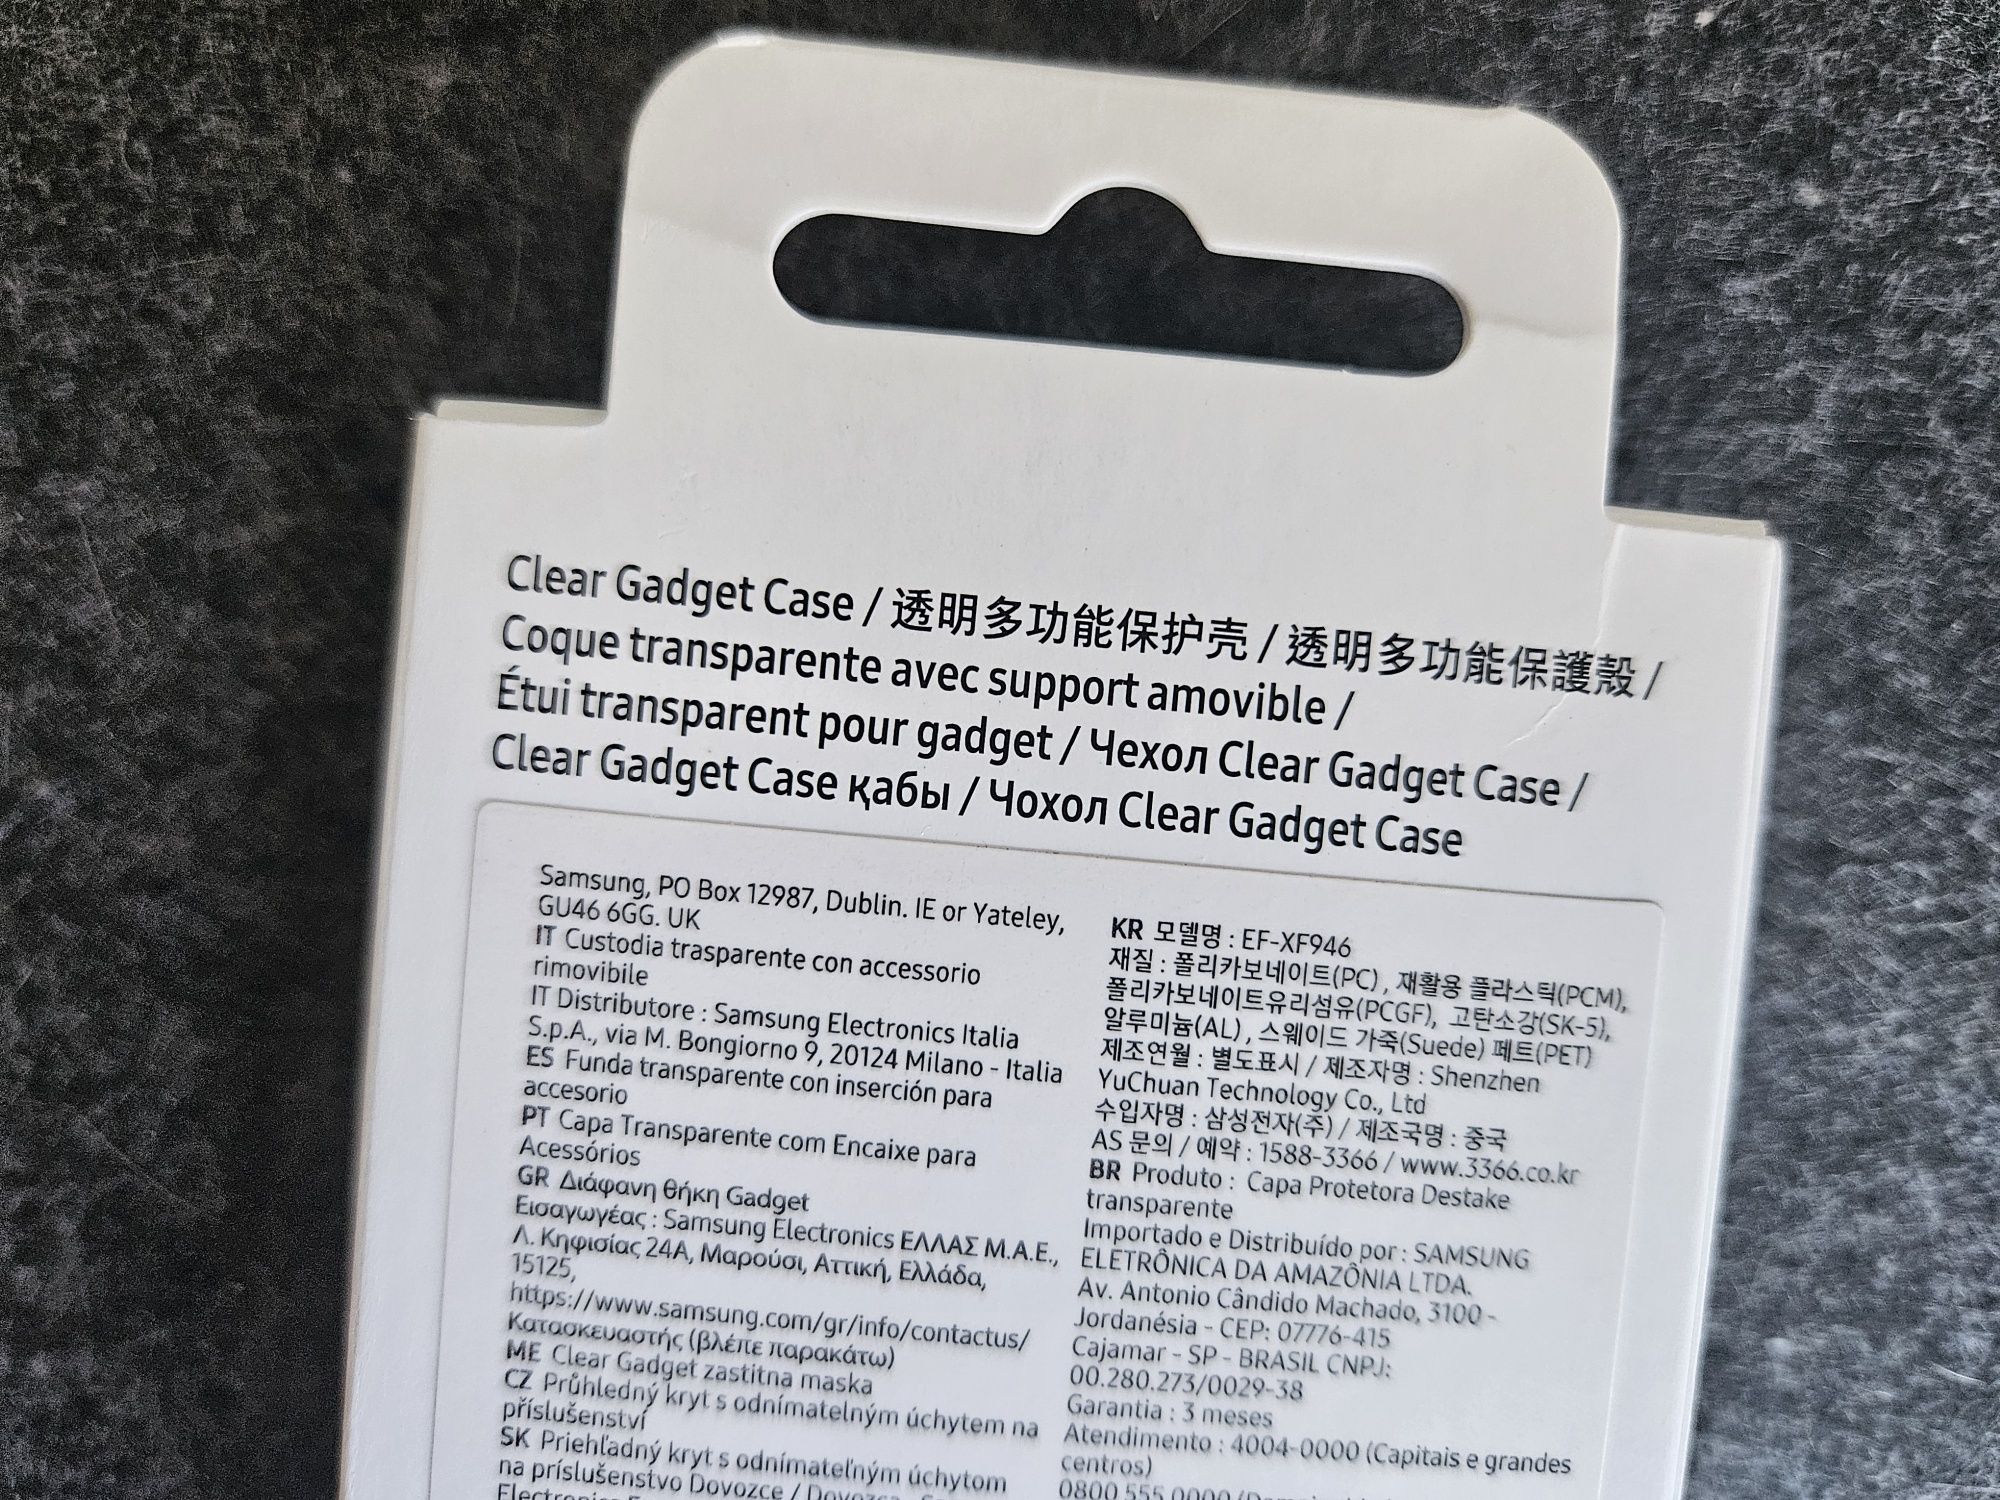 Clear Gadget Case / 透明多功能保护壳 / 透明多功能保護殼 /
Coque transparente avec support amovible /
Étui transparent pour gadget / Чехол Clear Gadget Case /
Clear Gadget Case қабы / Чохол Clear Gadget Case
Samsung, PO Box 12987, Dublin. IE or Yateley,
GU46 6GG. UK
IT Custodia trasparente con accessorio
rimovibile
IT Distributore : Samsung Electronics Italia
S.p.A., via M. Bongiorno 9, 20124 Milano - Italia
ES Funda transparente con inserción para
accesorio
PT Capa Transparente com Encaixe para
Acessórios
GR Διάφανη θήκη Gadget
Εισαγωγέας : Samsung Electronics ΕΛΛΑΣ Μ.Α.Ε.,
Λ. Κηφισίας 24Α, Μαρούσι, Αττική, Ελλάδα,
15125,
https://www.samsung.com/gr/info/contactus/
Κατασκευαστής (βλέπε παρακάτω)
ME Clear Gadget zastitna maska
CZ Průhledný kryt s odnímatelným úchytem na
příslušenství
SK Priehľadný kryt s odnímateľným úchytom
na príslušenstvo Dovozce /
Electronics
KR 모델명 : EF-XF946
재질 : 폴리카보네이트(PC) , 재활용 플라스틱(PCM),
폴리카보네이트유리섬유(PCGF), 고탄소강(SK-5),
알루미늄(AL) , 스웨이드 가죽(Suede) 페트(PET)
제조연월 : 별도표시 / 제조자명 : Shenzhen
YuChuan Technology Co., Ltd
수입자명 : 삼성전자(주) / 제조국명 : 중국
AS 문의 / 예약 : 1588-3366 / www.3366.co.kr
BR Produto : Capa Protetora Destake
transparente
Importado e Distribuído por : SAMSUNG
ELETRÔNICA DA AMAZÔNIA LTDA.
Av. Antonio Cândido Machado, 3100 -
Jordanésia - CEP: 07776-415
Cajamar - SP - BRASIL CNPJ:
00.280.273/0029-38
Garantia : 3 meses
Atendimento : 4004-0000 (Capitais e grandes
centros)
0800 555 0000